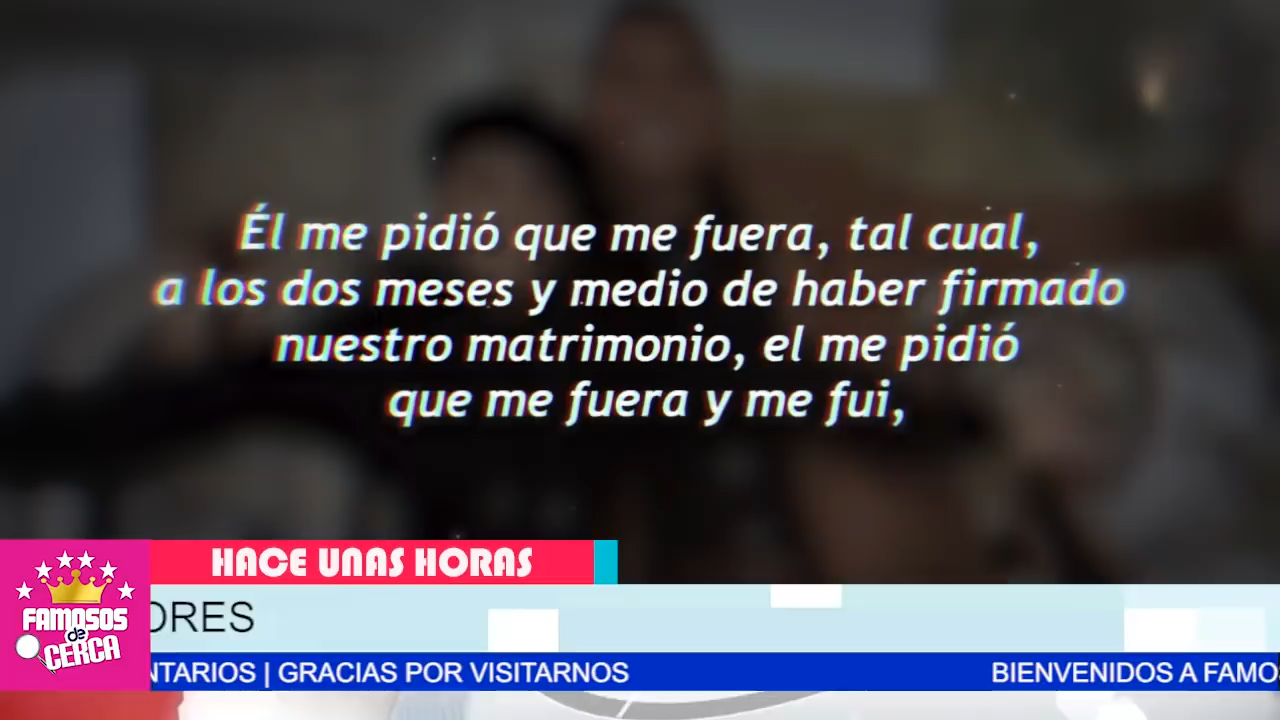 Él me pidió que me fuera, tal cual,
a los dos meses y medio de haber firmado
nuestro matrimonio, el me pidió
que me fuera y me fui,
HACE UNAS HORAS
ORES
FAMOSOS
de
CERCA
NTARIOS | GRACIAS POR VISITARNOS
BIENVENIDOS A FAMOS